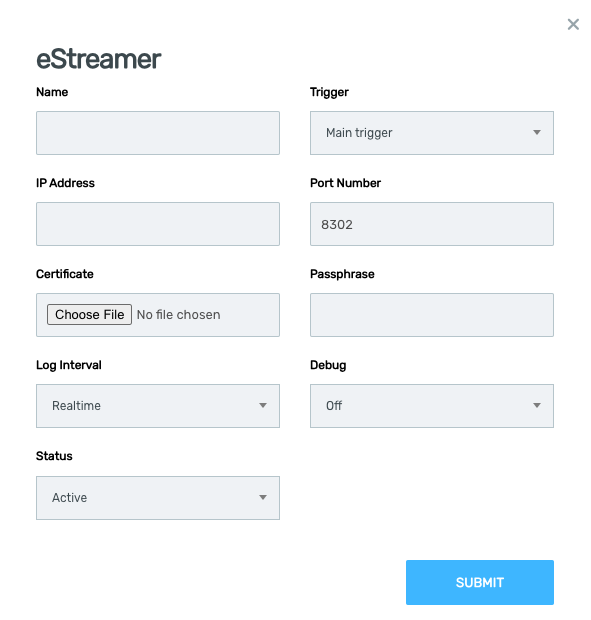 eStreamer
Name
Trigger
Main trigger
IP Address
Port Number
8302
Certificate
Passphrase
Choose File No file chosen
Log Interval
Debug
Realtime
Off
Status
Active
SUBMIT